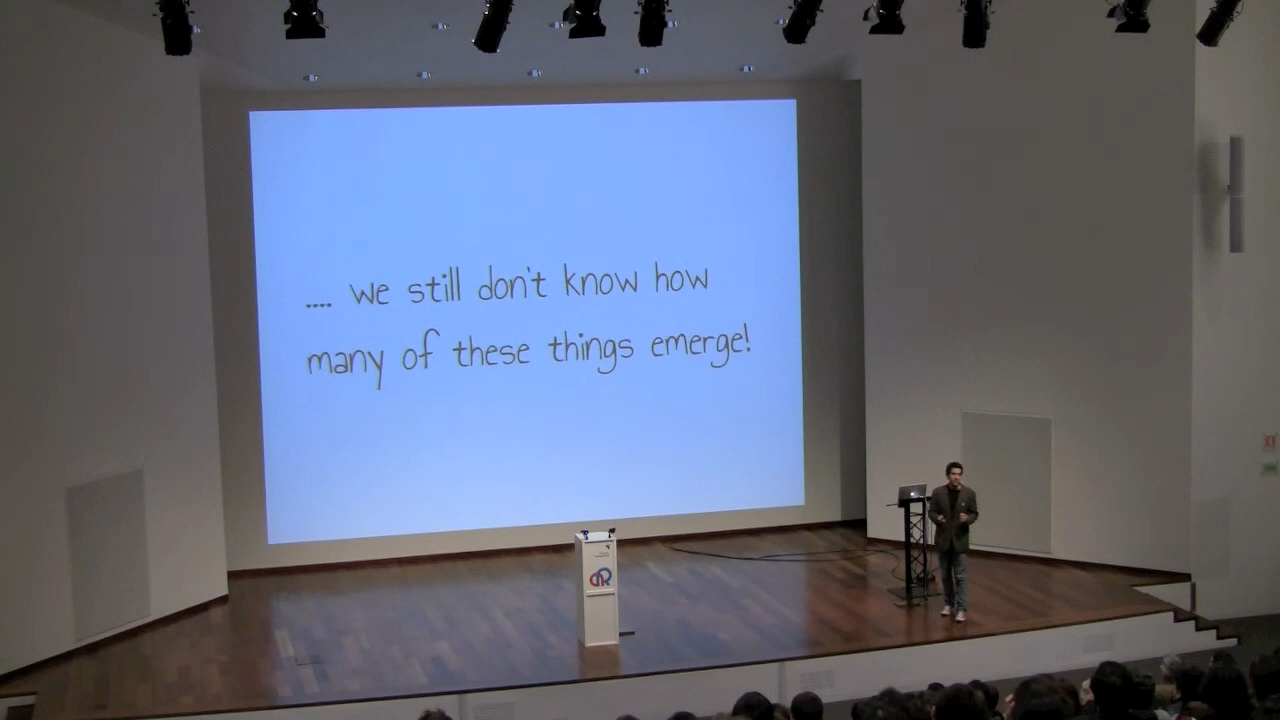 .... we still don't know how
many of these things emerge!